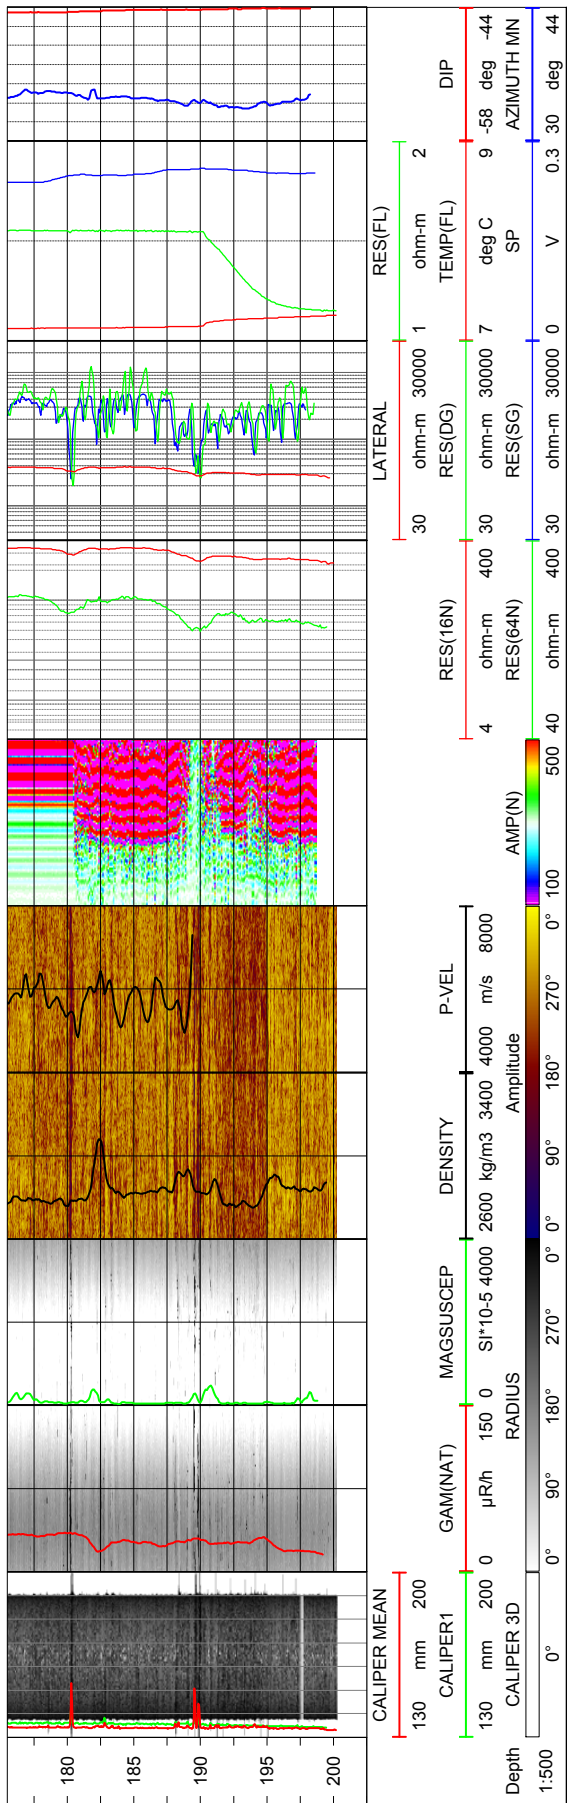 180
185
190
195
200
Depth
1:500
CALIPER MEAN
130 mm 200
CALIPER1
130 mm 200
CALIPER 3D
0°
GAM(NAT)
0 µR/h 150
RADIUS
0° 90° 180° 270° 0°
MAGSUSCEP
0 SI*10-5 4000
DENSITY
2600 kg/m3 3400
P-VEL
4000 m/s 8000
Amplitude
0° 90° 180° 270° 0°
AMP(N)
100 500
RES(16N)
4 ohm-m 400
RES(64N)
40 ohm-m 400
LATERAL
30 ohm-m 30000
RES(DG)
30 ohm-m 30000
RES(SG)
30 ohm-m 30000
RES(FL)
1 ohm-m 2
TEMP(FL)
7 deg C 9
SP
0 V 0.3
DIP
-58 deg -44
AZIMUTH MN
30 deg 44